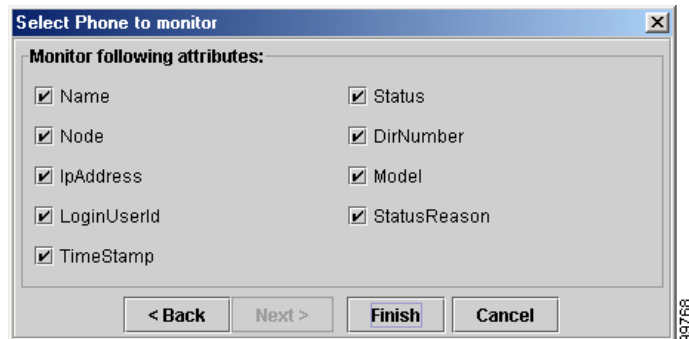 Select Phone to monitor
Monitor following attributes:
Name
Status
Node
DirNumber
IpAddress
Model
LoginUserId
StatusReason
TimeStamp
< Back
Next >
Finish
Cancel
99768